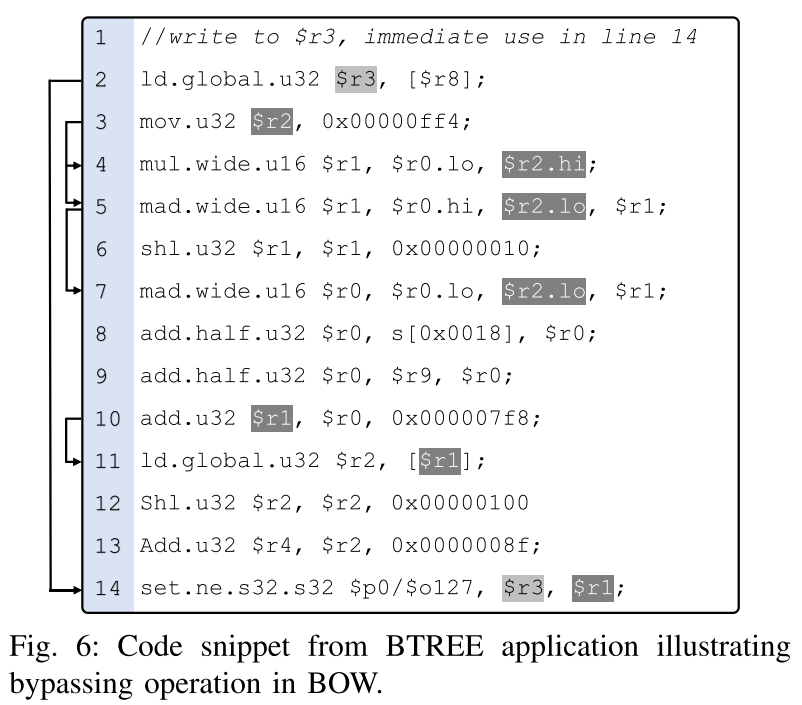 1 //write to $r3, immediate use in line 14
2 ld.global.u32 $r3, [$r8];
3 mov.u32 $r2, 0x00000ff4;
4 mul.wide.u16 $r1, $r0.lo, $r2.hi;
5 mad.wide.u16 $r1, $r0.hi, $r2.lo, $r1;
6 shl.u32 $r1, $r1, 0x00000010;
7 mad.wide.u16 $r0, $r0.lo, $r2.lo, $r1;
8 add.half.u32 $r0, s[0x0018], $r0;
9 add.half.u32 $r0, $r9, $r0;
10 add.u32 $r1, $r0, 0x000007f8;
11 ld.global.u32 $r2, [$r1];
12 Shl.u32 $r2, $r2, 0x00000100
13 Add.u32 $r4, $r2, 0x0000008f;
14 set.ne.s32.s32 $p0/$o127, $r3, $r1;
Fig. 6: Code snippet from BTREE application illustrating
bypassing operation in BOW.